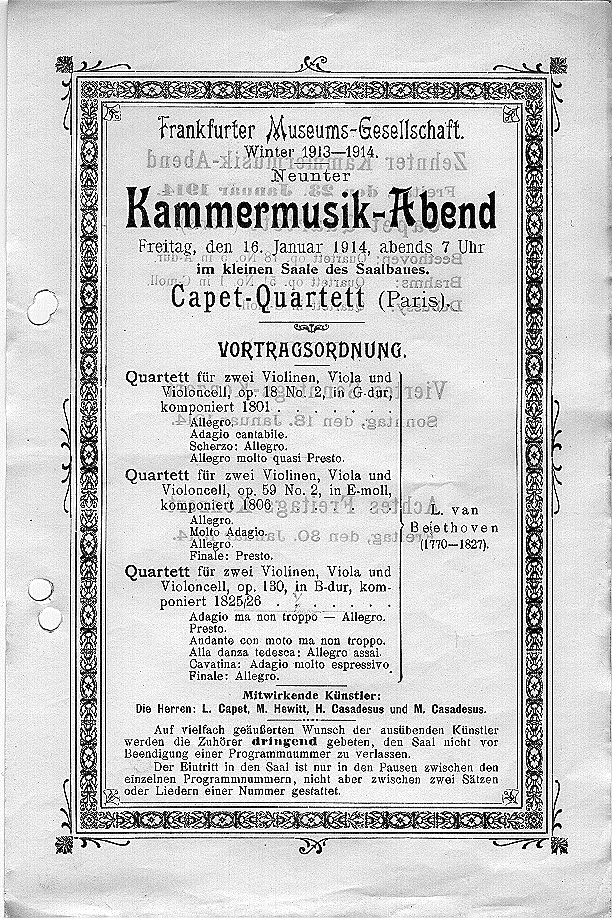 Frankfurter Museums-Gesellschaft.
Winter 1913—1914.
Neunter
Kammermusik-Abend
Freitag, den 16. Januar 1914, abends 7 Uhr
im kleinen Saale des Saalbaues.
Capet-Quartett (Paris).
VORTRAGSORDNUNG.
Quartett für zwei Violinen, Viola und
Violoncell, op. 18 No. 2, in G-dur,
komponiert 1801 . . . . . . .
Allegro.
Adagio cantabile.
Scherzo: Allegro.
Allegro molto quasi Presto.
Quartett für zwei Violinen, Viola und
Violoncell, op. 59 No. 2, in E-moll,
komponiert 1806 . . . . . . .
Allegro.
Molto Adagio.
Allegro.
Finale: Presto.
Quartett für zwei Violinen, Viola und
Violoncell, op. 130, in B-dur, kom-
poniert 1825/26 . . . . . . .
Adagio ma non troppo — Allegro.
Presto.
Andante con moto ma non troppo.
Alla danza tedesca: Allegro assai.
Cavatina: Adagio molto espressivo.
Finale: Allegro.
L. van
Beethoven
(1770—1827).
Mitwirkende Künstler:
Die Herren: L. Capet, M. Hewitt, H. Casadesus und M. Casadesus.
Auf vielfach geäußerten Wunsch der ausübenden Künstler
werden die Zuhörer dringend gebeten, den Saal nicht vor
Beendigung einer Programmnummer zu verlassen.
Der Eintritt in den Saal ist nur in den Pausen zwischen den
einzelnen Programmnummern, nicht aber zwischen zwei Sätzen
oder Liedern einer Nummer gestattet.